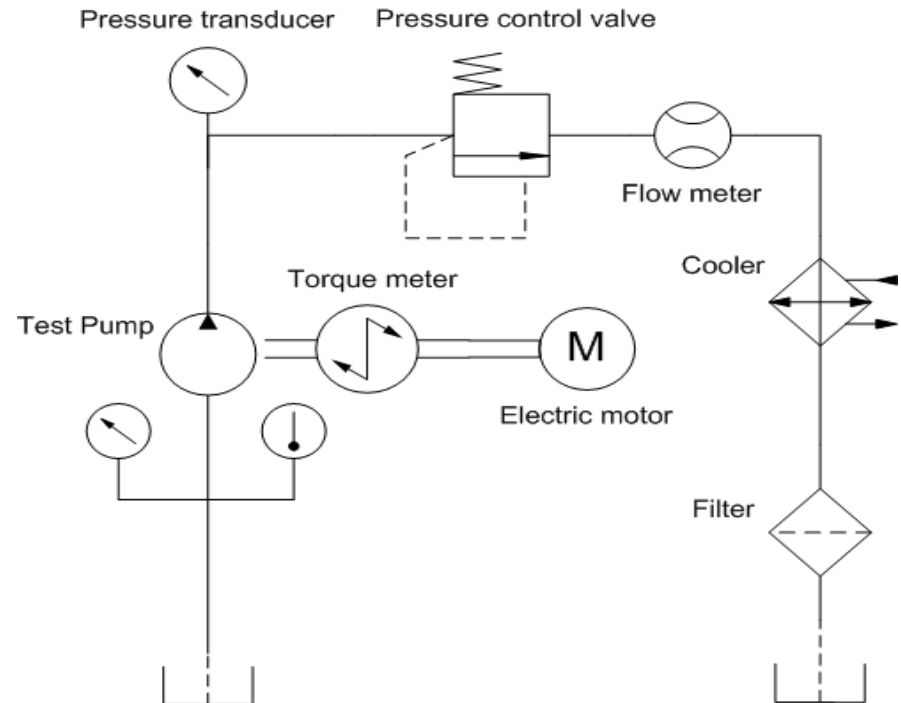 Pressure transducer
Pressure control valve
Flow meter
Cooler
Torque meter
Test Pump
M
Electric motor
Filter